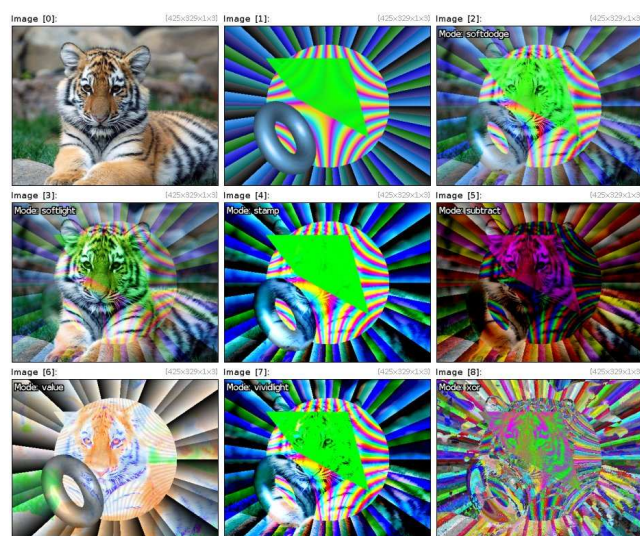 Image [0]: (425x329x1x3)
Image [1]: (425x329x1x3)
Image [2]: (425x329x1x3)
Mode: softdodge
Image [3]: (425x329x1x3)
Mode: softlight
Image [4]: (425x329x1x3)
Mode: stamp
Image [5]: (425x329x1x3)
Mode: subtract
Image [6]: (425x329x1x3)
Mode: value
Image [7]: (425x329x1x3)
Mode: vividlight
Image [8]: (425x329x1x3)
Mode: xor